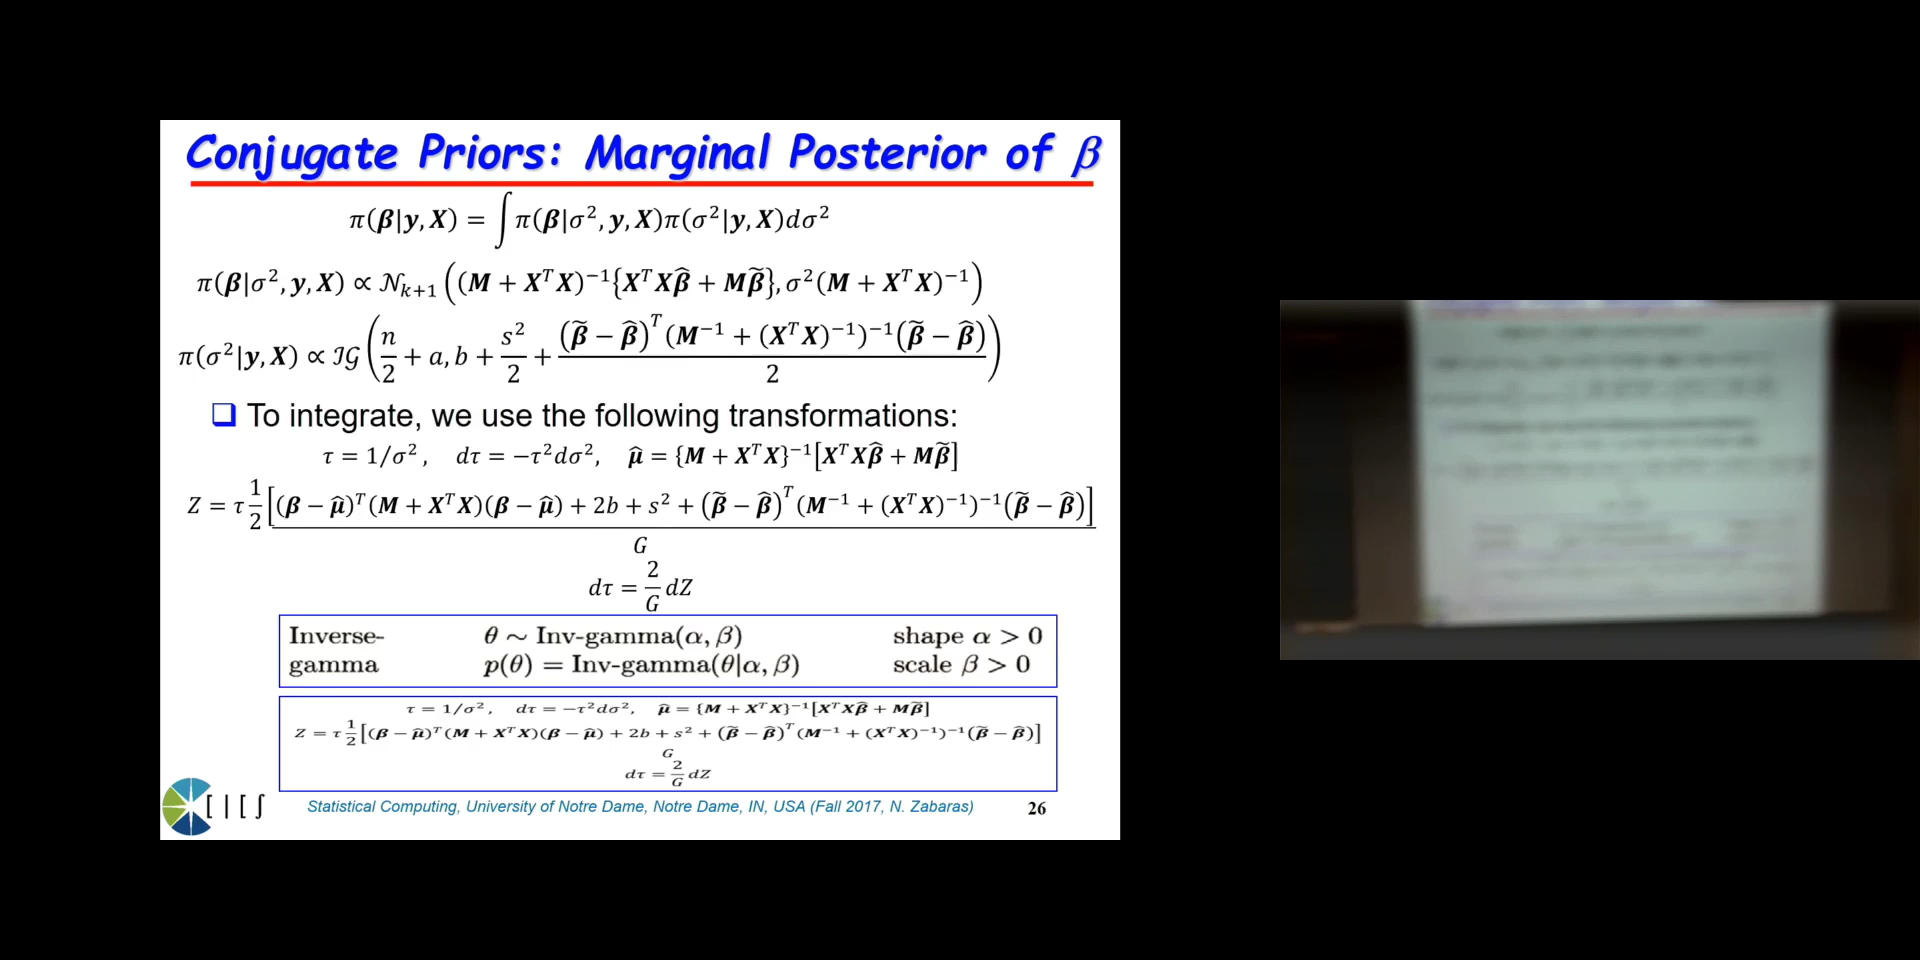 Conjugate Priors: Marginal Posterior of β
π(β|y, X) = ∫ π(β|σ², y, X)π(σ²|y, X)dσ²
π(β|σ², y, X) ∝ 𝒩ₖ₊₁ ((M + XᵀX)⁻¹{XᵀXβ̂ + Mβ̃}, σ²(M + XᵀX)⁻¹)
π(σ²|y, X) ∝ ℐ𝒢 (n/2 + a, b + s²/2 + (β̃ − β̂)ᵀ(M⁻¹ + (XᵀX)⁻¹)⁻¹(β̃ − β̂)/2)
❑ To integrate, we use the following transformations:
τ = 1/σ², dτ = −τ²dσ², μ̂ = {M + XᵀX}⁻¹[XᵀXβ̂ + Mβ̃]
Z = τ 1/2 [(β − μ̂)ᵀ(M + XᵀX)(β − μ̂) + 2b + s² + (β̃ − β̂)ᵀ(M⁻¹ + (XᵀX)⁻¹)⁻¹(β̃ − β̂)]
G
dτ = 2/G dZ
Inverse- θ ∼ Inv-gamma(α, β) shape α > 0
gamma p(θ) = Inv-gamma(θ|α, β) scale β > 0
τ = 1/σ², dτ = −τ²dσ², μ̂ = {M + XᵀX}⁻¹[XᵀXβ̂ + Mβ̃]
Z = τ 1/2 [(β − μ̂)ᵀ(M + XᵀX)(β − μ̂) + 2b + s² + (β̃ − β̂)ᵀ(M⁻¹ + (XᵀX)⁻¹)⁻¹(β̃ − β̂)]
G
dτ = 2/G dZ
Statistical Computing, University of Notre Dame, Notre Dame, IN, USA (Fall 2017, N. Zabaras) 26